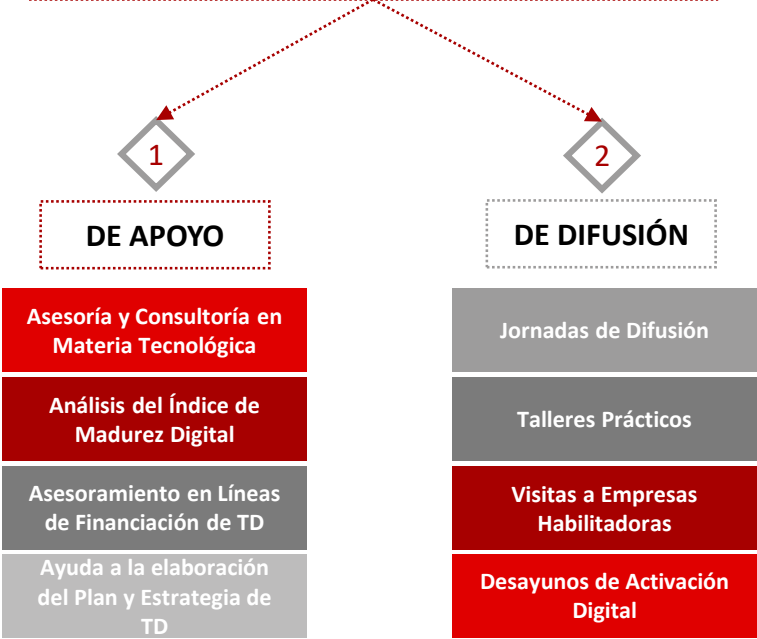 1
DE APOYO
Asesoría y Consultoría en
Materia Tecnológica
Análisis del Índice de
Madurez Digital
Asesoramiento en Líneas
de Financiación de TD
Ayuda a la elaboración
del Plan y Estrategia de
TD
2
DE DIFUSIÓN
Jornadas de Difusión
Talleres Prácticos
Visitas a Empresas
Habilitadoras
Desayunos de Activación
Digital